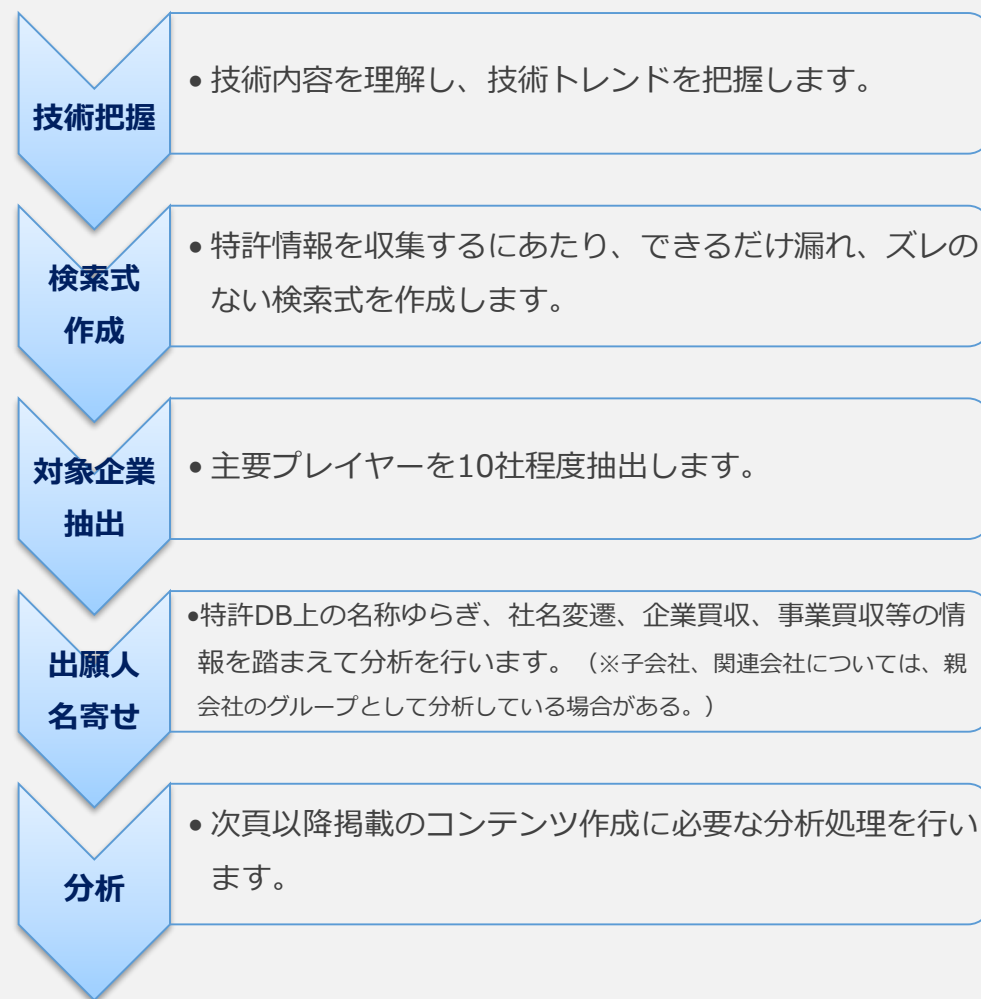 技術把握
• 技術内容を理解し、技術トレンドを把握します。
検索式
作成
• 特許情報を収集するにあたり、できるだけ漏れ、ズレの
ない検索式を作成します。
対象企業
抽出
• 主要プレイヤーを10社程度抽出します。
出願人
名寄せ
•特許DB上の名称ゆらぎ、社名変遷、企業買収、事業買収等の情
報を踏まえて分析を行います。（※子会社、関連会社については、親
会社のグループとして分析している場合がある。）
分析
• 次頁以降掲載のコンテンツ作成に必要な分析処理を行い
ます。